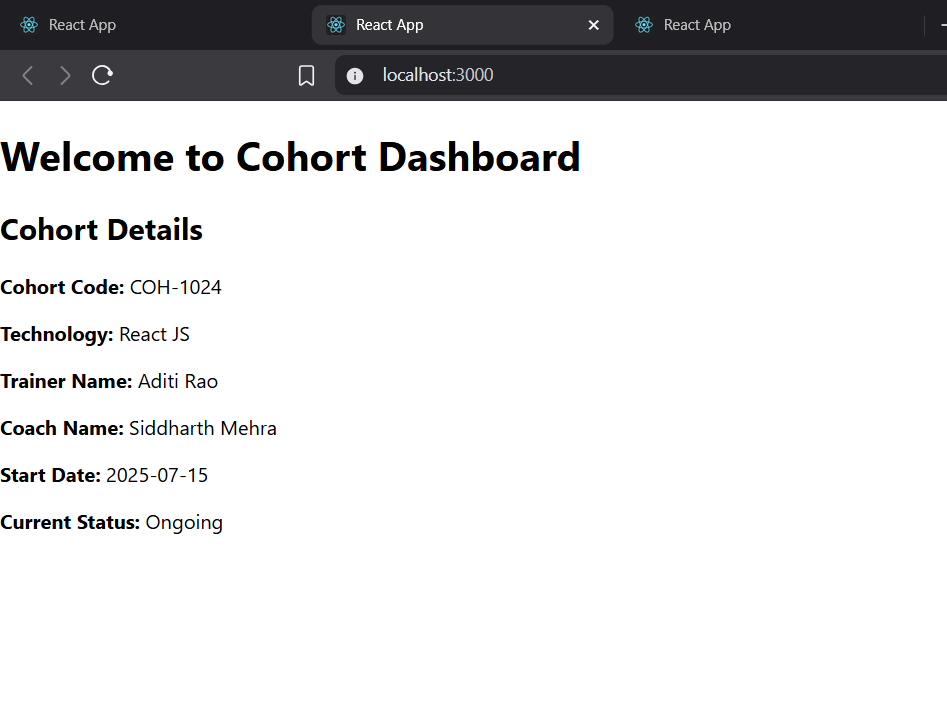 React App
React App
React App
localhost:3000
Welcome to Cohort Dashboard
Cohort Details
Cohort Code: COH-1024
Technology: React JS
Trainer Name: Aditi Rao
Coach Name: Siddharth Mehra
Start Date: 2025-07-15
Current Status: Ongoing